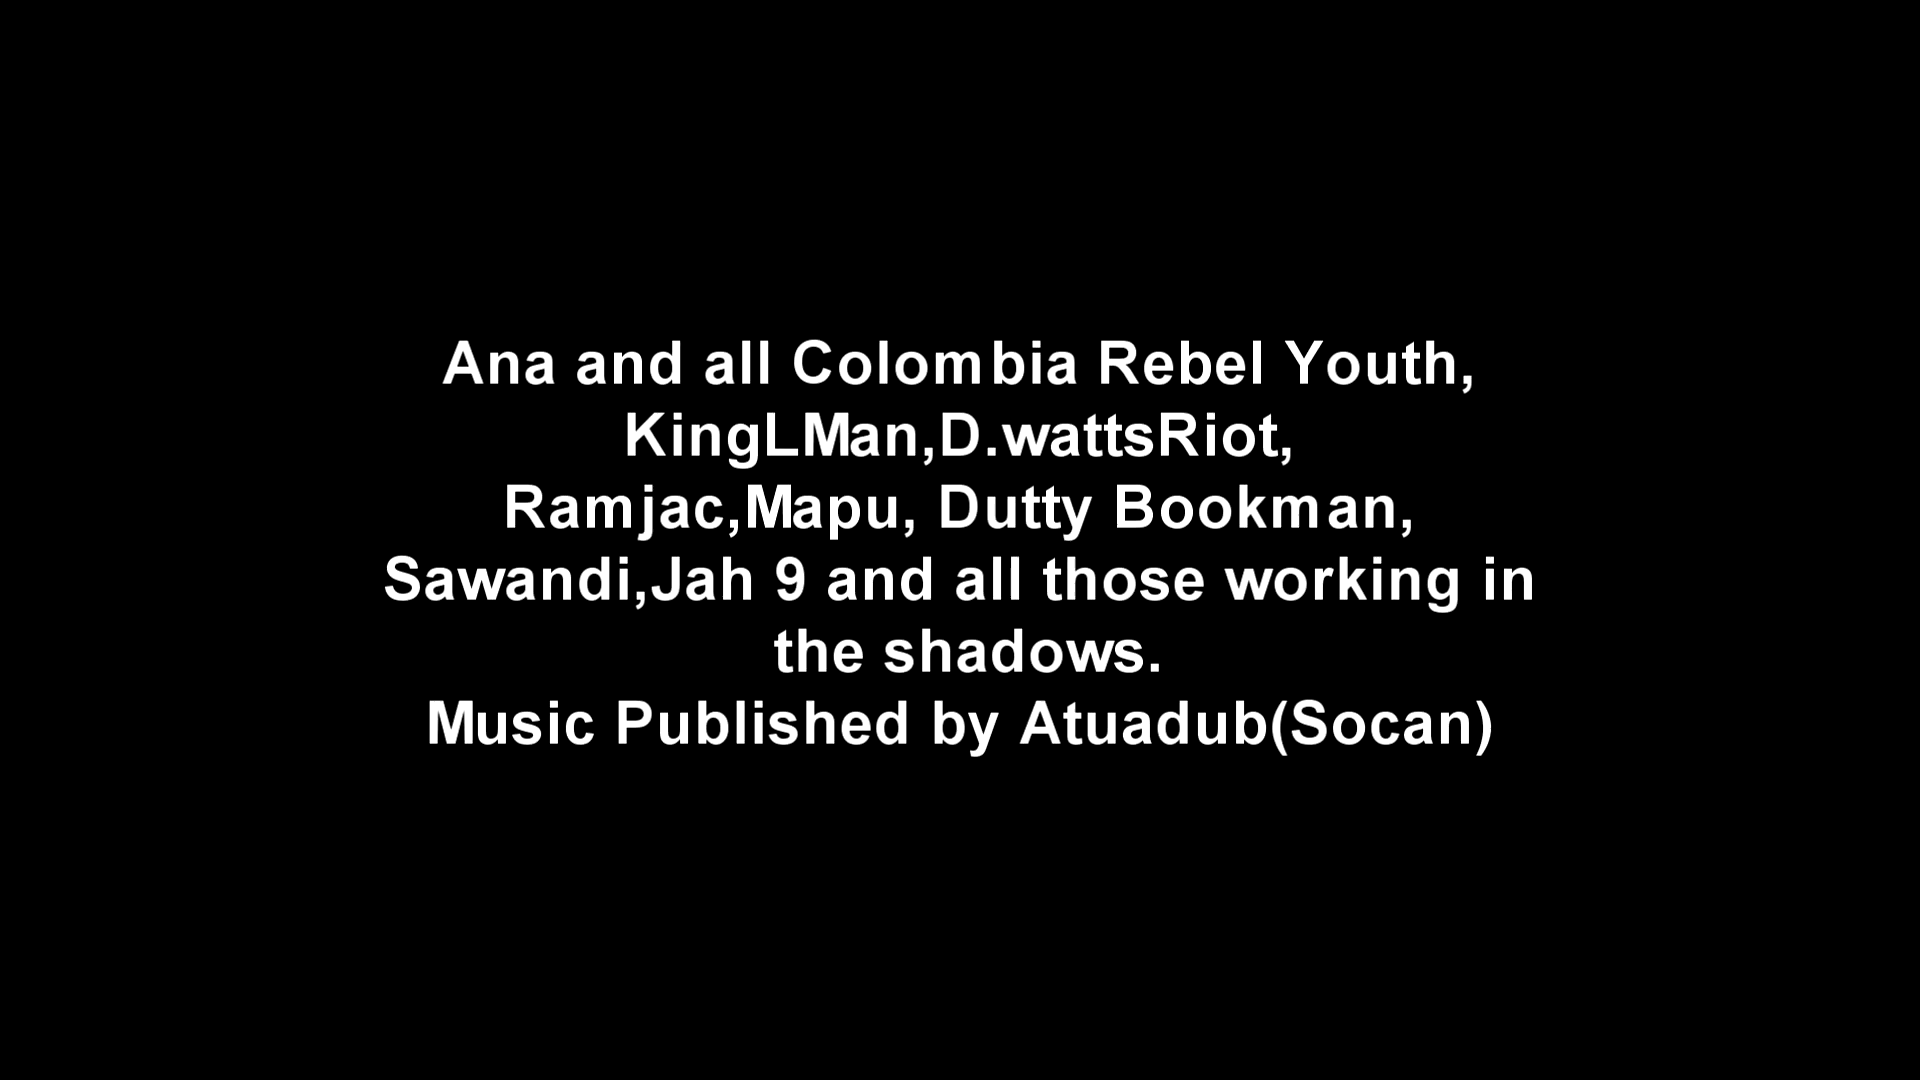 Ana and all Colombia Rebel Youth,
KingLMan,D.wattsRiot,
Ramjac,Mapu, Dutty Bookman,
Sawandi,Jah 9 and all those working in
the shadows.
Music Published by Atuadub(Socan)